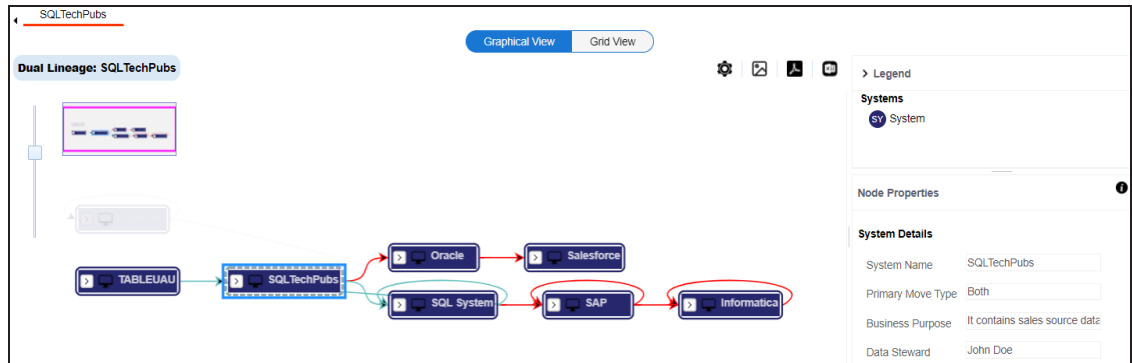 SQLTechPubs
Graphical View Grid View
Dual Lineage: SQLTechPubs
Legend
Systems
SY System
Node Properties
System Details
System Name SQLTechPubs
Primary Move Type Both
Business Purpose It contains sales source data
Data Steward John Doe
Oracle Salesforce
TABLEUAU SQLTechPubs
SQL System SAP Informatica